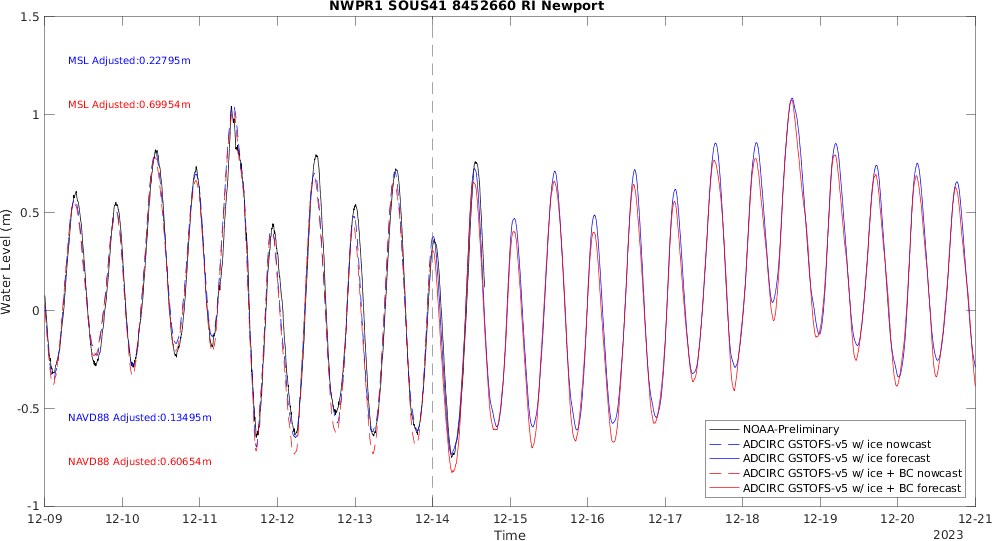 NWPR1 SOUS41 8452660 RI Newport
1.5
1
0.5
0
-0.5
-1
Water Level (m)
MSL Adjusted:0.22795m
MSL Adjusted:0.69954m
NAVD88 Adjusted:0.13495m
NAVD88 Adjusted:0.60654m
NOAA-Preliminary
ADCIRC GSTOFS-v5 w/ ice nowcast
ADCIRC GSTOFS-v5 w/ ice forecast
ADCIRC GSTOFS-v5 w/ ice + BC nowcast
ADCIRC GSTOFS-v5 w/ ice + BC forecast
12-09 12-10 12-11 12-12 12-13 12-14 12-15 12-16 12-17 12-18 12-19 12-20 12-21
Time
2023